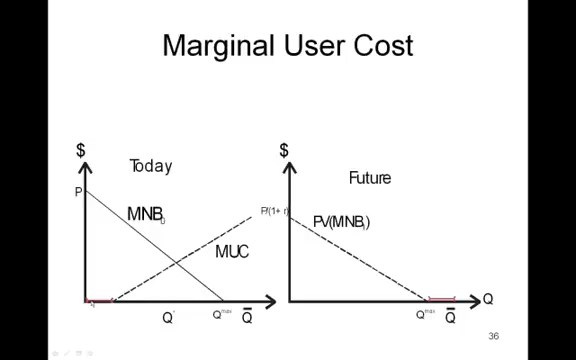 Marginal User Cost
$
Today
P
MNB0
MUC
Q*
Qmax
Q̅
$
Future
P/(1+ r)
PV(MNB1)
Qmax
Q̅
Q
36